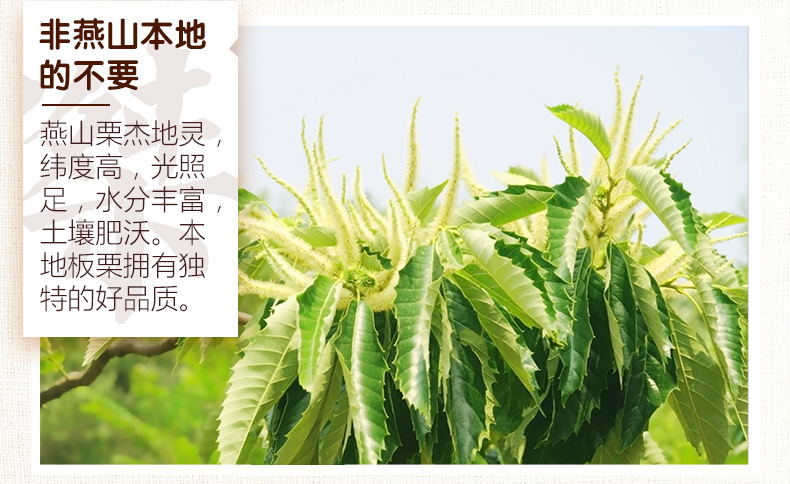 非燕山本地
的不要
燕山栗杰地灵，
纬度高，光照
足，水分丰富，
土壤肥沃。本
地板栗拥有独
特的好品质。